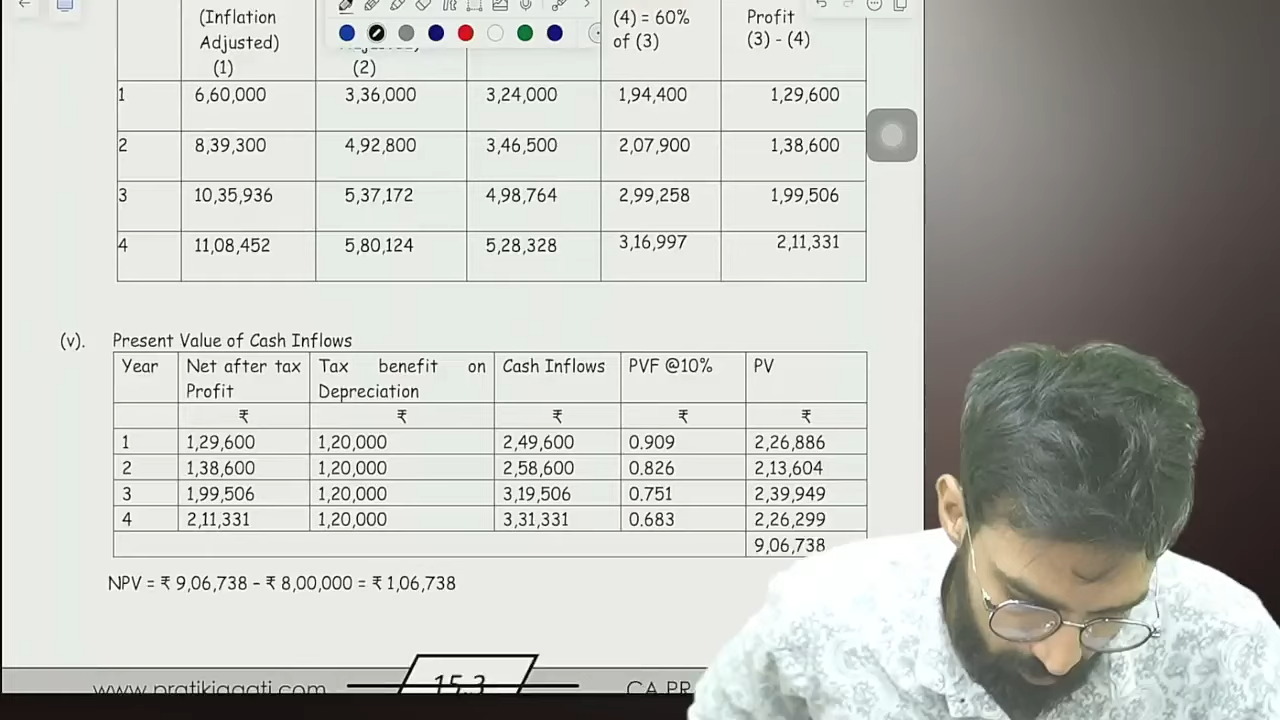 (Inflation Adjusted) (1) (2) (4) = 60% of (3) Profit (3) - (4)
1 6,60,000 3,36,000 3,24,000 1,94,400 1,29,600
2 8,39,300 4,92,800 3,46,500 2,07,900 1,38,600
3 10,35,936 5,37,172 4,98,764 2,99,258 1,99,506
4 11,08,452 5,80,124 5,28,328 3,16,997 2,11,331
(v). Present Value of Cash Inflows
Year Net after tax Profit Tax benefit on Depreciation Cash Inflows PVF @10% PV
₹ ₹ ₹ ₹ ₹
1 1,29,600 1,20,000 2,49,600 0.909 2,26,886
2 1,38,600 1,20,000 2,58,600 0.826 2,13,604
3 1,99,506 1,20,000 3,19,506 0.751 2,39,949
4 2,11,331 1,20,000 3,31,331 0.683 2,26,299
9,06,738
NPV = ₹ 9,06,738 – ₹ 8,00,000 = ₹ 1,06,738
www.pratikjagati.com 15.3 CA PR